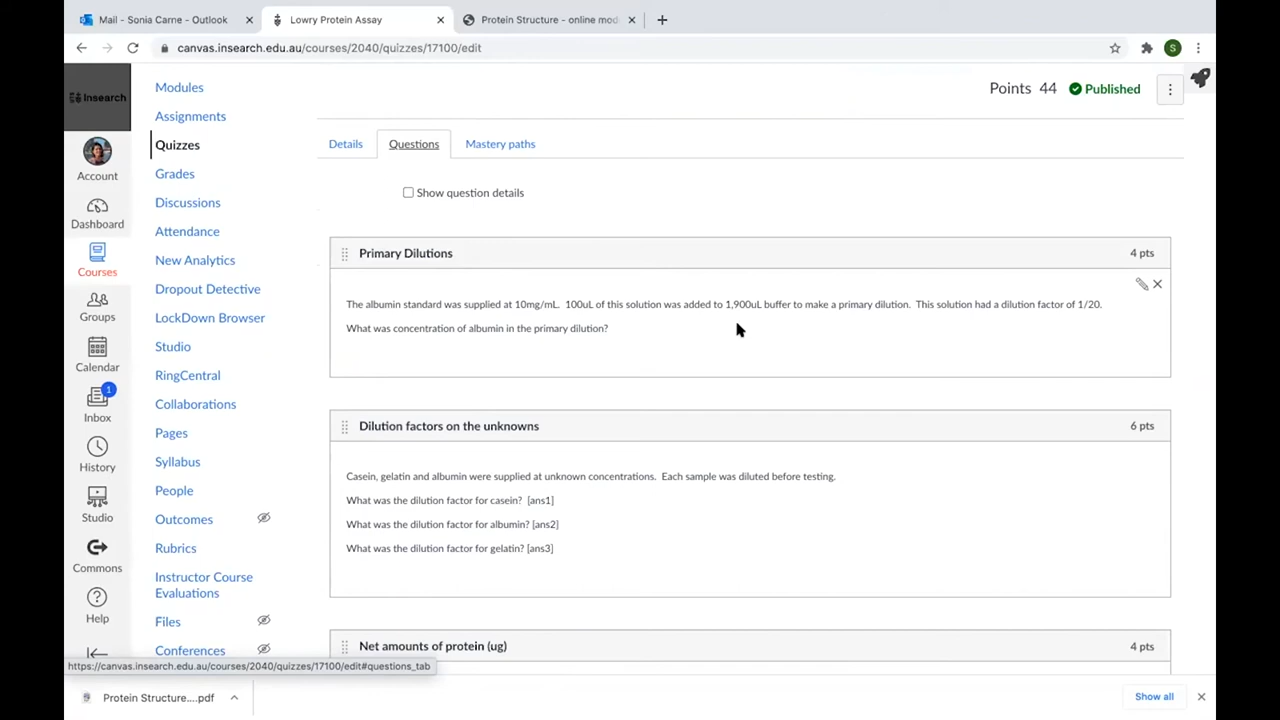 Mail - Sonia Carne - Outlook
Lowry Protein Assay
Protein Structure - online mod
canvas.insearch.edu.au/courses/2040/quizzes/17100/edit
S
Insearch
Account
Dashboard
Courses
Groups
Calendar
1
Inbox
History
Studio
Commons
Help
Modules
Assignments
Quizzes
Grades
Discussions
Attendance
New Analytics
Dropout Detective
LockDown Browser
Studio
RingCentral
Collaborations
Pages
Syllabus
People
Outcomes
Rubrics
Instructor Course
Evaluations
Files
Conferences
Points 44 Published
Details Questions Mastery paths
Show question details
Primary Dilutions 4 pts
The albumin standard was supplied at 10mg/mL. 100uL of this solution was added to 1,900uL buffer to make a primary dilution. This solution had a dilution factor of 1/20.
What was concentration of albumin in the primary dilution?
Dilution factors on the unknowns 6 pts
Casein, gelatin and albumin were supplied at unknown concentrations. Each sample was diluted before testing.
What was the dilution factor for casein? [ans1]
What was the dilution factor for albumin? [ans2]
What was the dilution factor for gelatin? [ans3]
Net amounts of protein (ug) 4 pts
https://canvas.insearch.edu.au/courses/2040/quizzes/17100/edit#questions_tab
Protein Structure....pdf
Show all